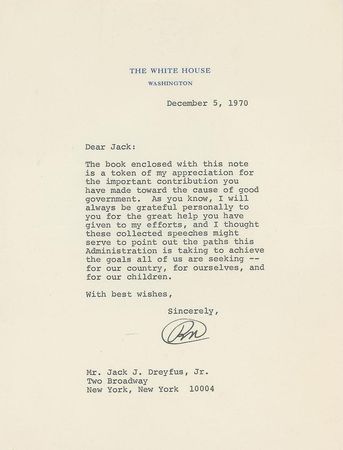 THE WHITE HOUSE
WASHINGTON
December 5, 1970
Dear Jack:
The book enclosed with this note
is a token of my appreciation for
the important contribution you
have made toward the cause of good
government.  As you know, I will
always be grateful personally to
you for the great help you have
given to my efforts, and I thought
these collected speeches might
serve to point out the paths this
Administration is taking to achieve
the goals all of us are seeking --
for our country, for ourselves, and
for our children.
With best wishes,
Sincerely,
RN
Mr. Jack J. Dreyfus, Jr.
Two Broadway
New York, New York  10004